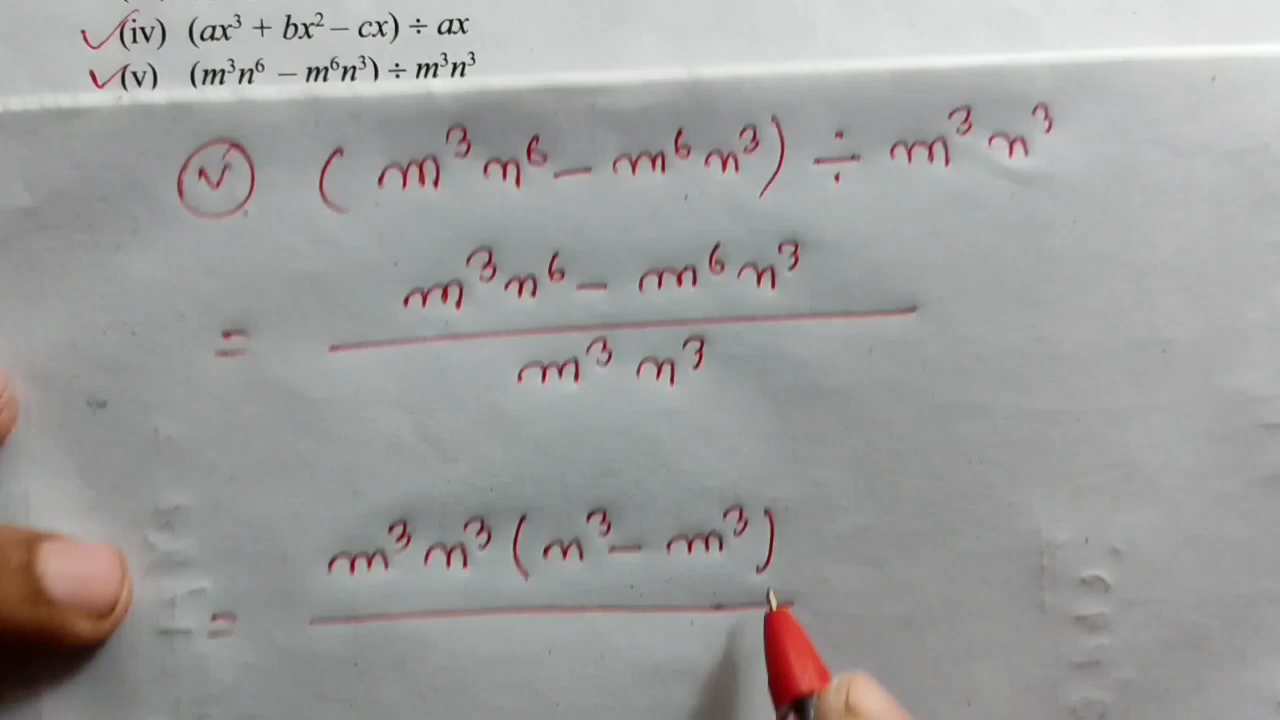 (iv) (ax³ + bx² – cx) ÷ ax
(v) (m³n⁶ – m⁶n³) ÷ m³n³
(v) (m³n⁶ – m⁶n³) ÷ m³n³
m³n⁶ – m⁶n³
=
m³n³
m³n³(n³ – m³)
=